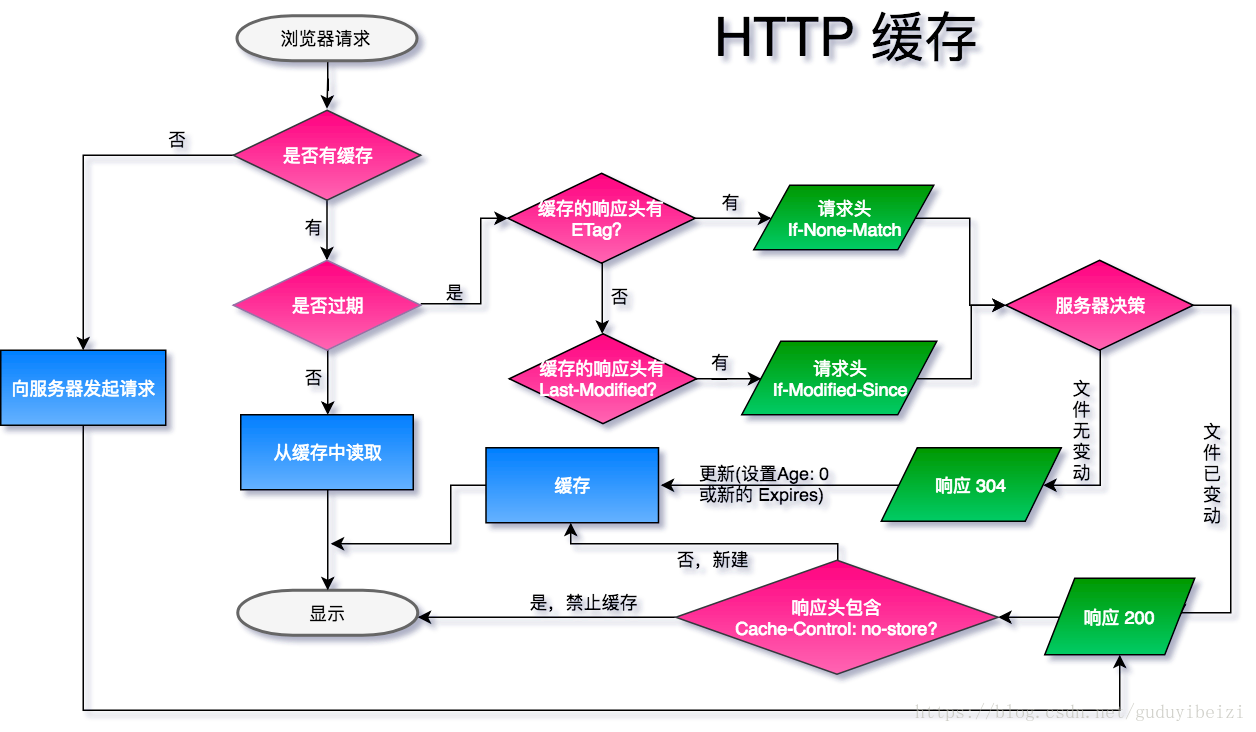 HTTP 缓存
浏览器请求
否
是否有缓存
有
缓存的响应头有
ETag?
有
请求头
If-None-Match
是否过期
是
否
服务器决策
向服务器发起请求
否
缓存的响应头有
Last-Modified?
有
请求头
If-Modified-Since
文件无变动
文件已变动
从缓存中读取
缓存
更新(设置Age: 0
或新的 Expires)
响应 304
否，新建
显示
是，禁止缓存
响应头包含
Cache-Control: no-store?
响应 200
https://blog.csdn.net/guduyibeizi